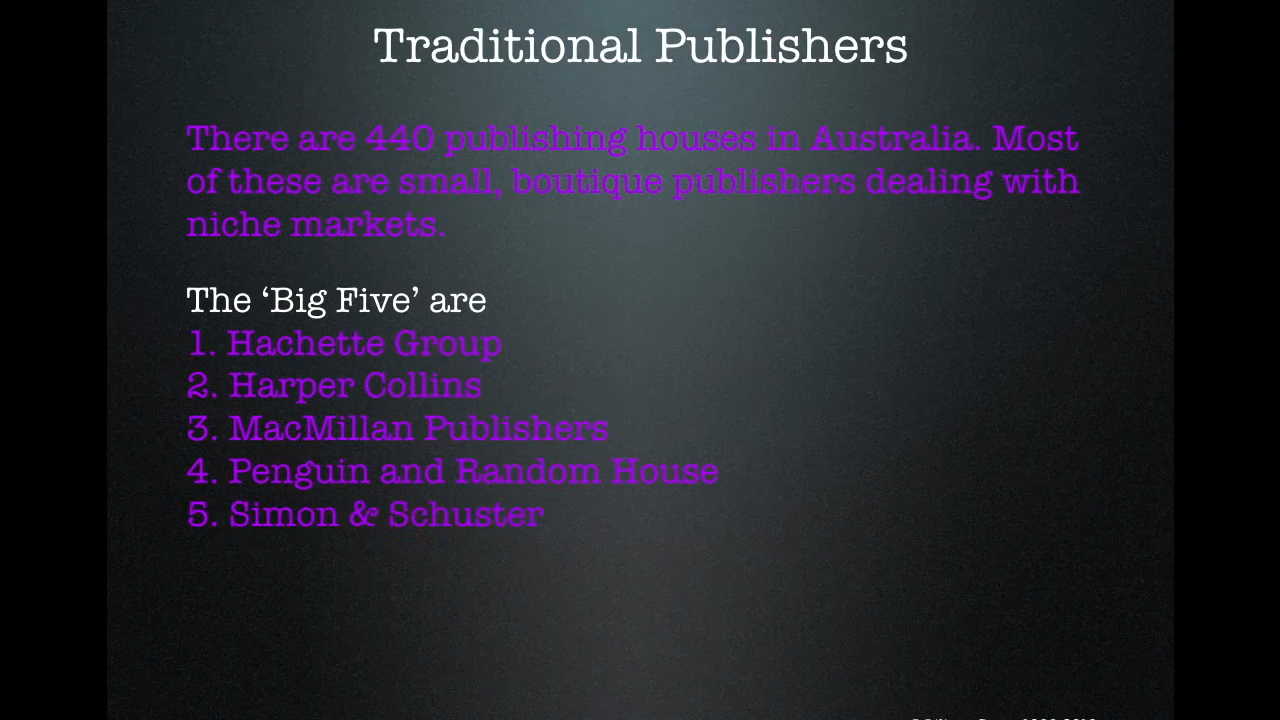 Traditional Publishers
There are 440 publishing houses in Australia. Most
of these are small, boutique publishers dealing with
niche markets.
The ‘Big Five’ are
1. Hachette Group
2. Harper Collins
3. MacMillan Publishers
4. Penguin and Random House
5. Simon & Schuster